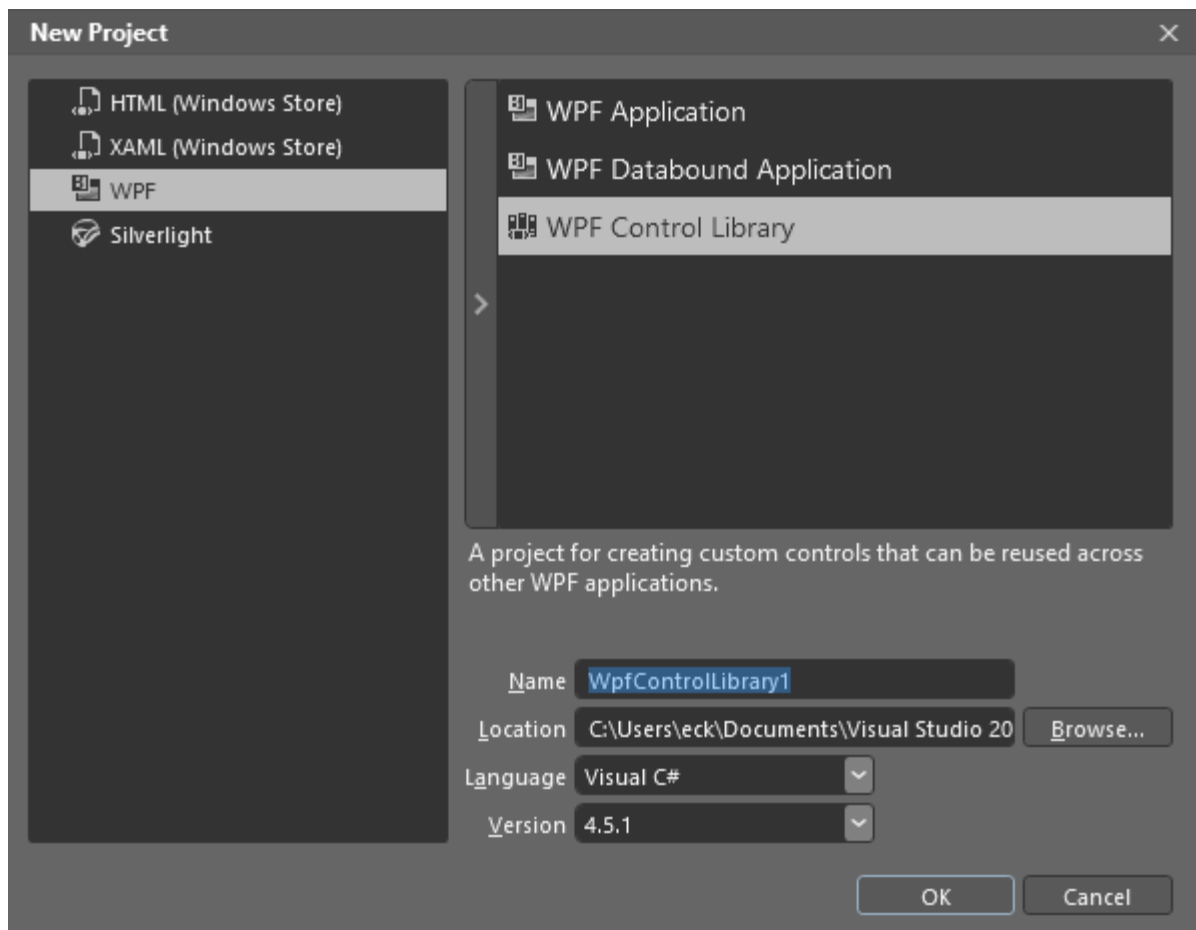 New Project
HTML (Windows Store)
XAML (Windows Store)
WPF
Silverlight
WPF Application
WPF Databound Application
WPF Control Library
A project for creating custom controls that can be reused across
other WPF applications.
Name WpfControlLibrary1
Location C:\Users\eck\Documents\Visual Studio 20 Browse...
Language Visual C#
Version 4.5.1
OK Cancel